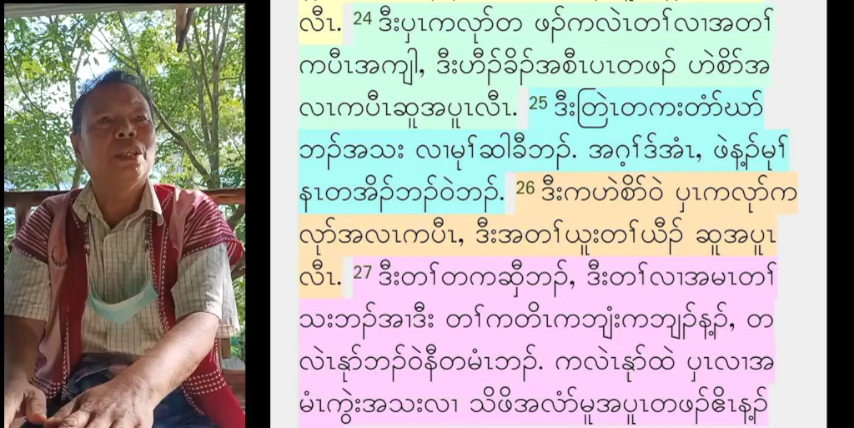 လီၤ. 24 ဒီးပှၤကလုာ်တ ဖၣ်ကလဲၤတၢ်လၢအတၢ်
ကပီၤအကျါ, ဒီးဟီၣ်ခိၣ်အစီၤပၤတဖၣ် ဟဲစိာ်အ
လၤကပီၤဆူအပူၤလီၤ. 25 ဒီးတြဲၤတကးတံာ်ဃာ်
ဘၣ်အသး လၢမုၢ်ဆါခီဘၣ်. အဂ့ၢ်ဒ်အံၤ, ဖဲန့ၣ်မုၢ်
နၤတအိၣ်ဘၣ်ဝဲဘၣ်. 26 ဒီးကဟဲစိာ်ဝဲ ပှၤကလုာ်က
လုာ်အလၤကပီၤ, ဒီးအတၢ်ယူးတၢ်ယီၣ် ဆူအပူၤ
လီၤ. 27 ဒီးတၢ်တကဆှီဘၣ်, ဒီးတၢ်လၢအမၤတၢ်
သးဘၣ်အၢဒီး တၢ်ကတိၤကဘျံးကဘျၣ်န့ၣ်, တ
လဲၤနုာ်ဘၣ်ဝဲနီတမံၤဘၣ်. ကလဲၤနုာ်ထဲ ပှၤလၢအ
မံၤကွဲးအသးလၢ သိဖိအလံာ်မူအပူၤတဖၣ်ဧိၤန့ၣ်